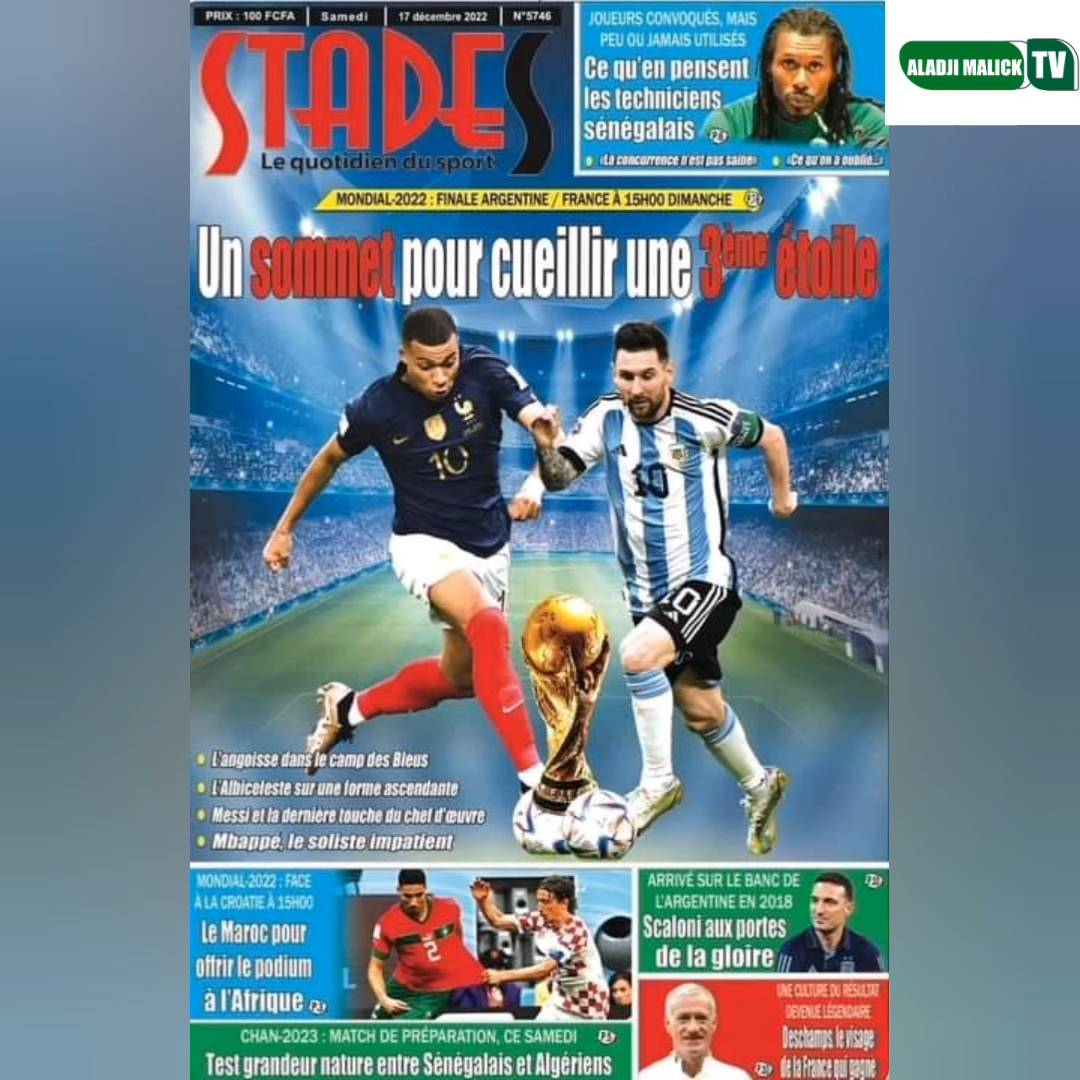 PRIX : 100 FCFA | Samedi | 17 décembre 2022 | N°5746
STADES
Le quotidien du sport
JOUEURS CONVOQUÉS, MAIS
PEU OU JAMAIS UTILISÉS
Ce qu'en pensent
les techniciens
sénégalais
«La concurrence n'est pas saine»
«Ce qu'on a oublié...»
ALADJI MALICK TV
MONDIAL-2022 : FINALE ARGENTINE / FRANCE À 15H00 DIMANCHE
Un sommet pour cueillir une 3ème étoile
10
10
10
L'angoisse dans le camp des Bleus
L'Albiceleste sur une forme ascendante
Messi et la dernière touche du chef d'œuvre
Mbappé, le soliste impatient
MONDIAL-2022 : FACE
À LA CROATIE À 15H00
Le Maroc pour
offrir le podium
à l'Afrique P3
2
CHAN-2023 : MATCH DE PRÉPARATION, CE SAMEDI P5
Test grandeur nature entre Sénégalais et Algériens
ARRIVÉ SUR LE BANC DE
L'ARGENTINE EN 2018
Scaloni aux portes
de la gloire
UNE CULTURE DU RÉSULTAT
DEVENUE LÉGENDAIRE
Deschamps, le visage
de la France qui gagne